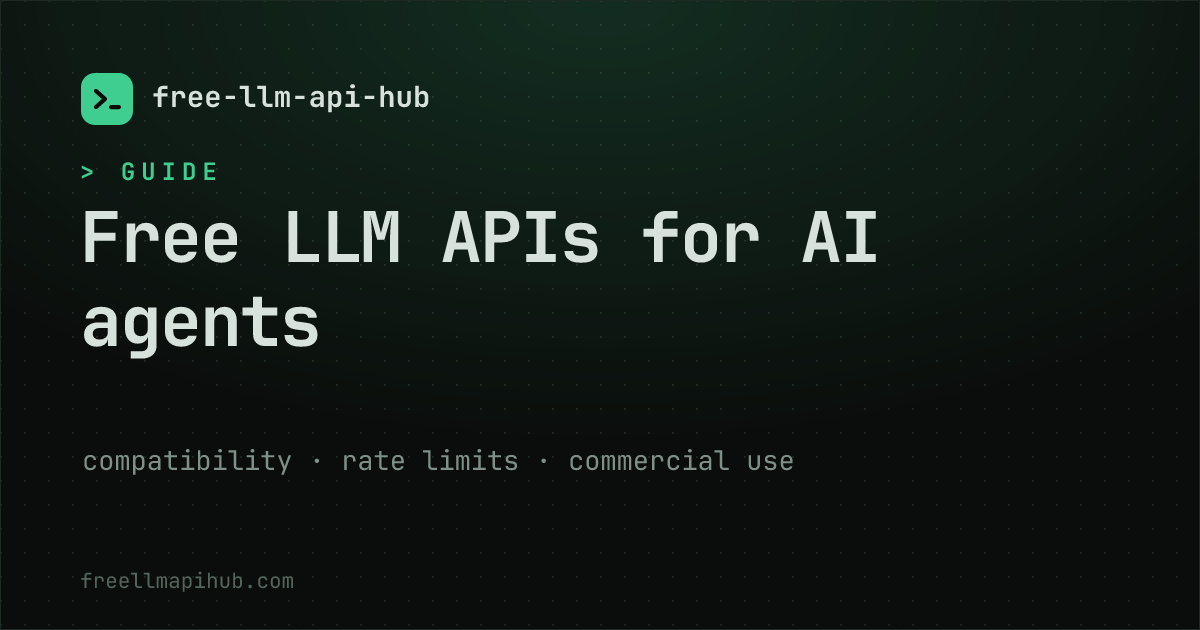 free-llm-api-hub
> GUIDE
Free LLM APIs for AI
agents
compatibility · rate limits · commercial use
freellmapihub.com